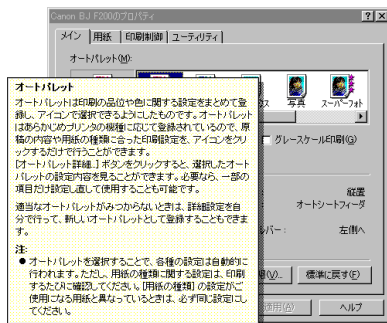 Canon BJ F200のプロパティ
メイン 用紙 印刷制御 ユーティリティ
オートパレット(M):
写真 スーパーフォト
グレースケール印刷(G)
縦置
オートシートフィーダ
左側へ
標準に戻す(E)
適用(A) ヘルプ
オートパレット
オートパレットは印刷の品位や色に関する設定をまとめて登
録し、アイコンで選択できるようにしたものです。オートパレット
はあらかじめプリンタの機種に応じて登録されているので、原
稿の内容や用紙の種類に合った印刷設定を、アイコンをクリ
ックするだけで行うことができます。
[オートパレット詳細..] ボタンをクリックすると、選択したオート
パレットの設定内容を見ることができます。必要なら、一部の
項目だけ設定し直して使用することも可能です。
適当なオートパレットがみつからないときは、詳細設定を自
分で行って、新しいオートパレットとして登録することもできま
す。
注:
● オートパレットを選択することで、各種の設定は自動的に
行われます。ただし、用紙の種類に関する設定は、印刷
するたびに確認してください。[用紙の種類] の設定がご
使用になる用紙と異なっているときは、必ず同じ設定にし
てください。